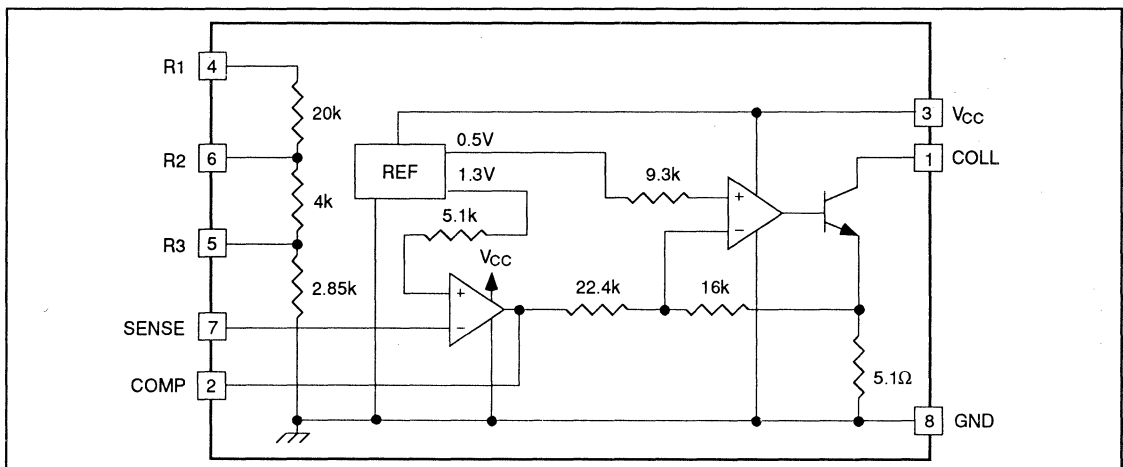 R1 4
20k
R2 6
4k
R3 5
2.85k
SENSE 7
COMP 2
REF
0.5V
1.3V
5.1k
VCC
+
−
22.4k
9.3k
+
−
16k
5.1Ω
3 VCC
1 COLL
8 GND